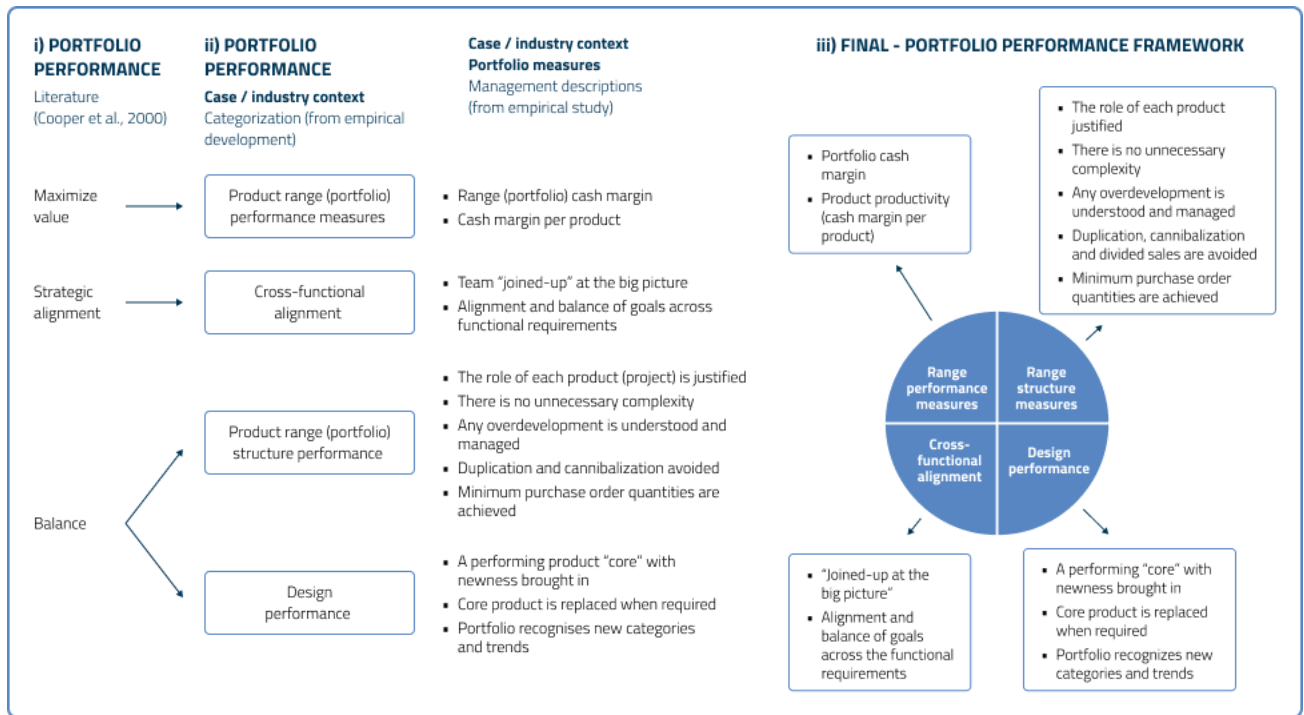 i) PORTFOLIO
PERFORMANCE
Literature
(Cooper et al., 2000)
ii) PORTFOLIO
PERFORMANCE
Case / industry context
Categorization (from empirical
development)
Case / industry context
Portfolio measures
Management descriptions
(from empirical study)
Maximize
value
Product range (portfolio)
performance measures
▪ Range (portfolio) cash margin
▪ Cash margin per product
Strategic
alignment
Cross-functional
alignment
▪ Team “joined-up” at the big picture
▪ Alignment and balance of goals across
functional requirements
Balance
Product range (portfolio)
structure performance
▪ The role of each product (project) is justified
▪ There is no unnecessary complexity
▪ Any overdevelopment is understood and
managed
▪ Duplication and cannibalization avoided
▪ Minimum purchase order quantities are
achieved
Design
performance
▪ A performing product “core” with
newness brought in
▪ Core product is replaced when required
▪ Portfolio recognises new categories
and trends
iii) FINAL - PORTFOLIO PERFORMANCE FRAMEWORK
▪ Portfolio cash
margin
▪ Product productivity
(cash margin per
product)
▪ The role of each product
justified
▪ There is no unnecessary
complexity
▪ Any overdevelopment is
understood and managed
▪ Duplication, cannibalization
and divided sales are avoided
▪ Minimum purchase order
quantities are achieved
Range
performance
measures
Range
structure
measures
Cross-
functional
alignment
Design
performance
▪ “Joined-up at the
big picture”
▪ Alignment and
balance of goals
across the functional
requirements
▪ A performing “core” with
newness brought in
▪ Core product is replaced
when required
▪ Portfolio recognizes new
categories and trends